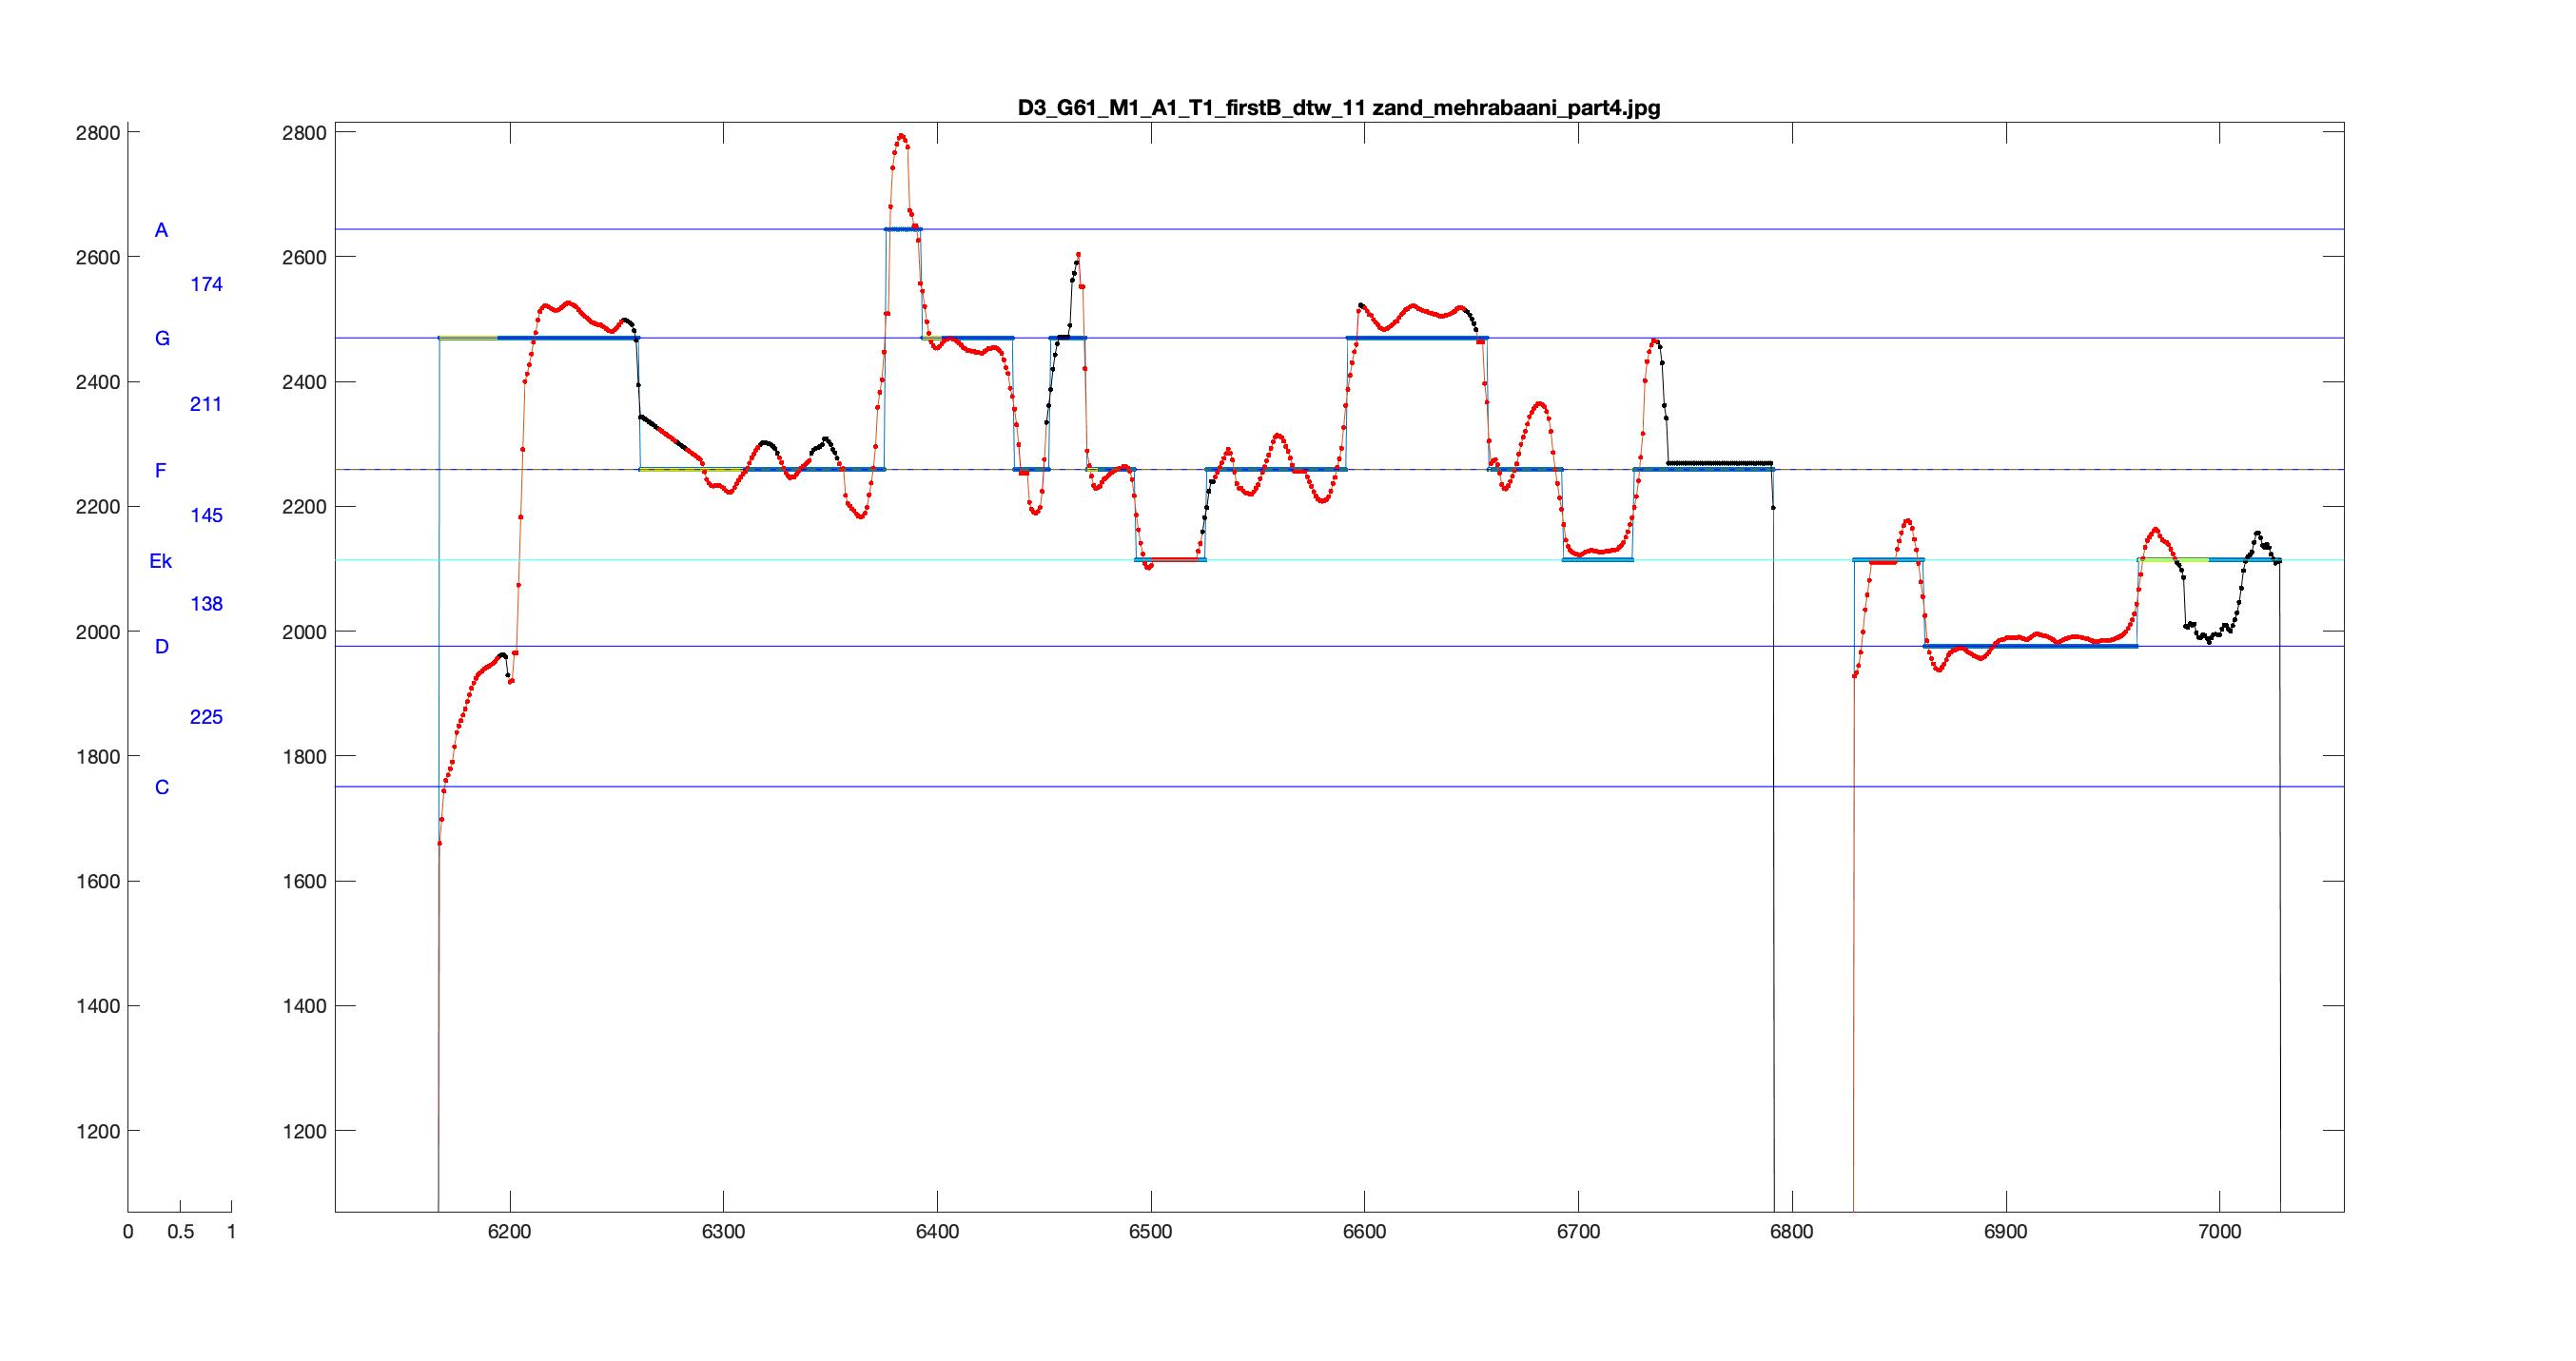 D3_G61_M1_A1_T1_firstB_dtw_11 zand_mehrabaani_part4.jpg
2800 2800
A
2600 174 2600
G
2400 211 2400
F
2200 145 2200
Ek
138
2000 D 2000
225
1800 C 1800
1600 1600
1400 1400
1200 1200
0 0.5 1 6200 6300 6400 6500 6600 6700 6800 6900 7000